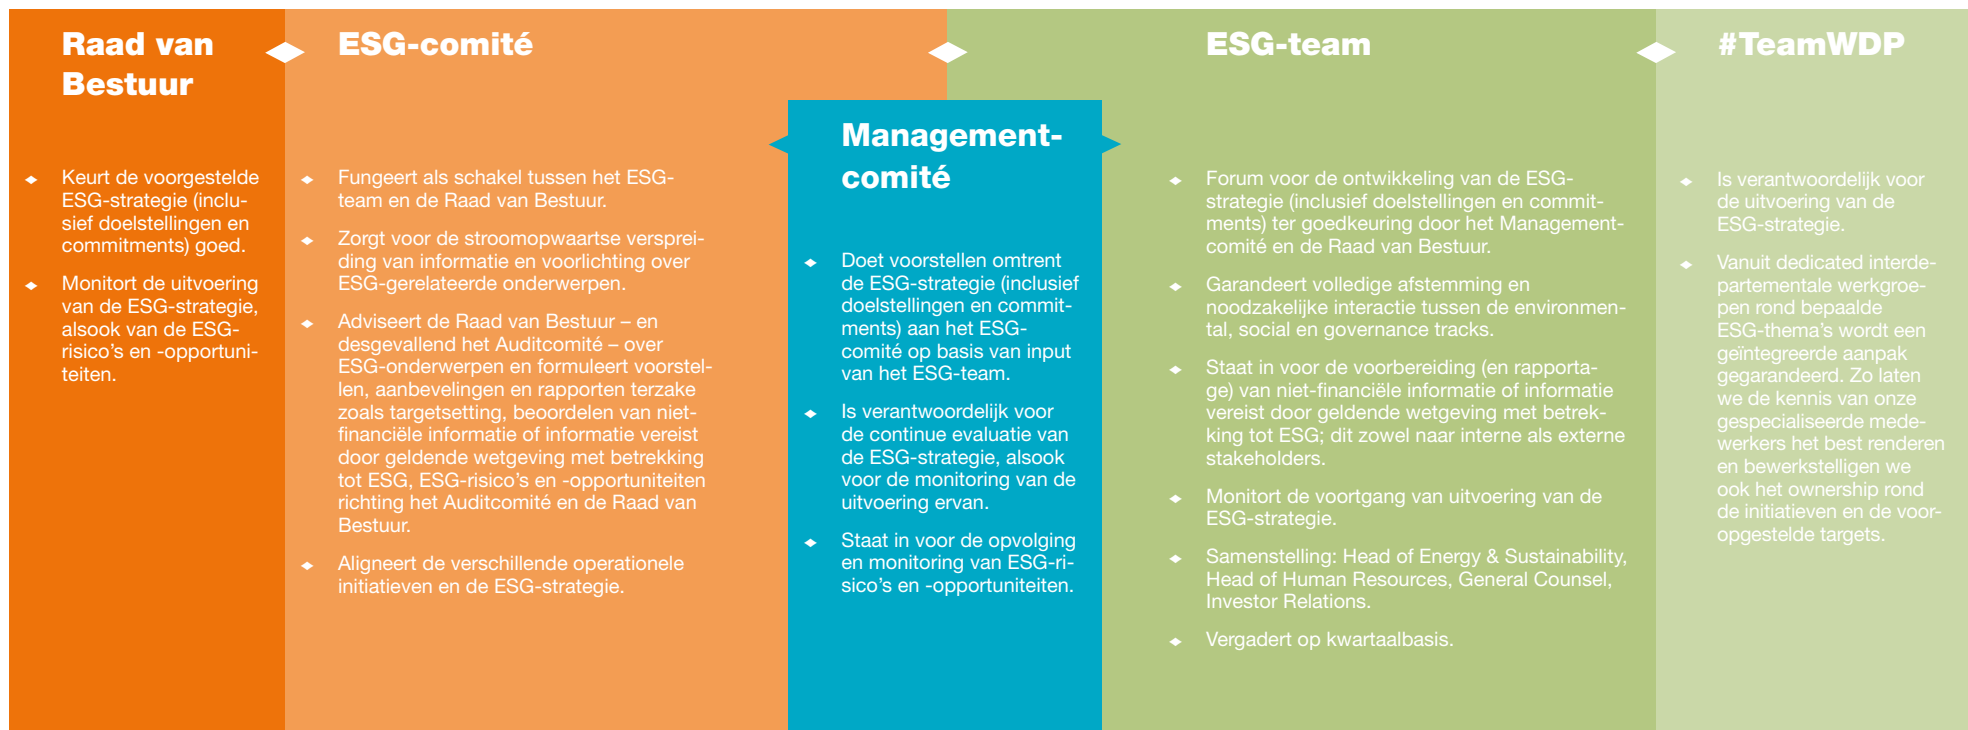 Raad van
Bestuur
Keurt de voorgestelde
ESG-strategie (inclu-
sief doelstellingen en
commitments) goed.
Monitort de uitvoering
van de ESG-strategie,
alsook van de ESG-
risico's en -opportuni-
teiten.
ESG-comité
Fungeert als schakel tussen het ESG-
team en de Raad van Bestuur.
Zorgt voor de stroomopwaartse versprei-
ding van informatie en voorlichting over
ESG-gerelateerde onderwerpen.
Adviseert de Raad van Bestuur – en
desgevallend het Auditcomité – over
ESG-onderwerpen en formuleert voorstel-
len, aanbevelingen en rapporten terzake
zoals targetsetting, beoordelen van niet-
financiële informatie of informatie vereist
door geldende wetgeving met betrekking
tot ESG, ESG-risico's en -opportuniteiten
richting het Auditcomité en de Raad van
Bestuur.
Aligneert de verschillende operationele
initiatieven en de ESG-strategie.
Management-
comité
Doet voorstellen omtrent
de ESG-strategie (inclusief
doelstellingen en commit-
ments) aan het ESG-
comité op basis van input
van het ESG-team.
Is verantwoordelijk voor
de continue evaluatie van
de ESG-strategie, alsook
voor de monitoring van de
uitvoering ervan.
Staat in voor de opvolging
en monitoring van ESG-ri-
sico's en -opportuniteiten.
ESG-team
Forum voor de ontwikkeling van de ESG-
strategie (inclusief doelstellingen en commit-
ments) ter goedkeuring door het Management-
comité en de Raad van Bestuur.
Garandeert volledige afstemming en
noodzakelijke interactie tussen de environmen-
tal, social en governance tracks.
Staat in voor de voorbereiding (en rapporta-
ge) van niet-financiële informatie of informatie
vereist door geldende wetgeving met betrek-
king tot ESG; dit zowel naar interne als externe
stakeholders.
Monitort de voortgang van uitvoering van de
ESG-strategie.
Samenstelling: Head of Energy & Sustainability,
Head of Human Resources, General Counsel,
Investor Relations.
Vergadert op kwartaalbasis.
#TeamWDP
Is verantwoordelijk voor
de uitvoering van de
ESG-strategie.
Vanuit dedicated interde-
partementale werkgroe-
pen rond bepaalde
ESG-thema's wordt een
geïntegreerde aanpak
gegarandeerd. Zo laten
we de kennis van onze
gespecialiseerde mede-
werkers het best renderen
en bewerkstelligen we
ook het ownership rond
de initiatieven en de voor-
opgestelde targets.